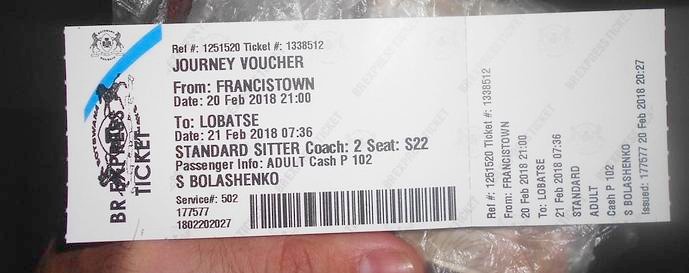 Ref #: 1251520 Ticket #: 1338512
JOURNEY VOUCHER
From: FRANCISTOWN
Date: 20 Feb 2018 21:00
To: LOBATSE
Date: 21 Feb 2018 07:36
STANDARD SITTER Coach: 2 Seat: S22
Passenger Info: ADULT Cash P 102
S BOLASHENKO
Service#: 502
177577
1802202027
BOTSWANA
BR EXPRESS
TICKET
Ref #: 1251520 Ticket #: 1338512
From: FRANCISTOWN
20 Feb 2018 21:00
To: LOBATSE
21 Feb 2018 07:36
STANDARD
ADULT
Cash P 102
S BOLASHENKO
Issued: 177577 20 Feb 2018 20:27